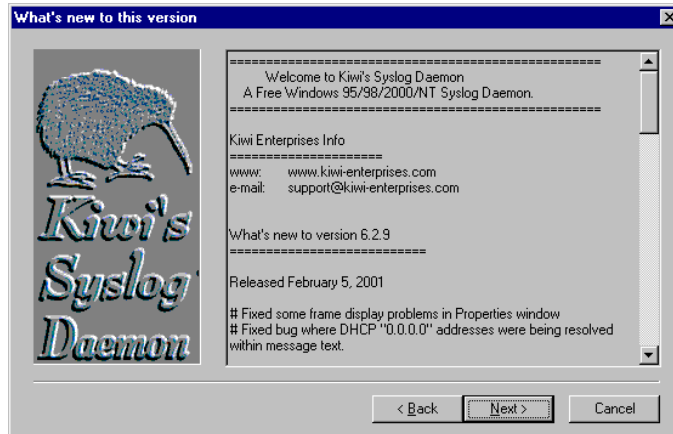 What's new to this version
Kiwi's
Syslog
Daemon
====================================================
Welcome to Kiwi's Syslog Daemon
A Free Windows 95/98/2000/NT Syslog Daemon.
====================================================
Kiwi Enterprises Info
=====================
www: www.kiwi-enterprises.com
e-mail: support@kiwi-enterprises.com
What's new to version 6.2.9
===========================
Released February 5, 2001
# Fixed some frame display problems in Properties window
# Fixed bug where DHCP "0.0.0.0" addresses were being resolved
within message text.
< Back
Next >
Cancel